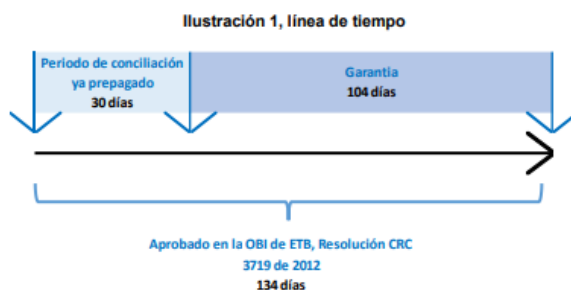 Ilustración 1, línea de tiempo
Periodo de conciliación
ya prepagado
30 días
Garantia
104 días
Aprobado en la OBI de ETB, Resolución CRC
3719 de 2012
134 días